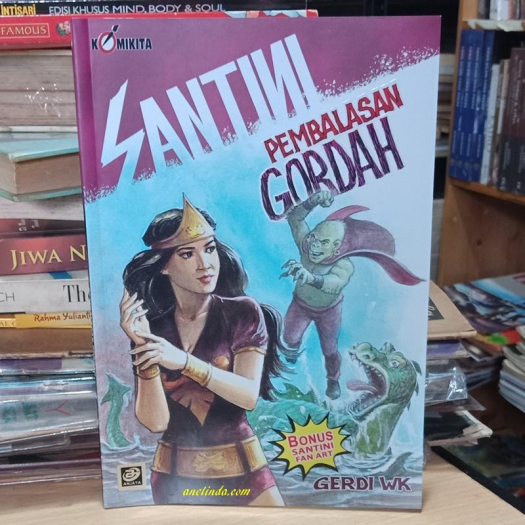 INTISARI EDISI KHUSUS MIND, BODY & SOUL
FAMOUS
KOMIKITA
SANTINI
PEMBALASAN
GORDAH
JIWA N
Th
Rahma Yulianti
BONUS
SANTINI
FAN ART
GERDI WK
anelinda.com